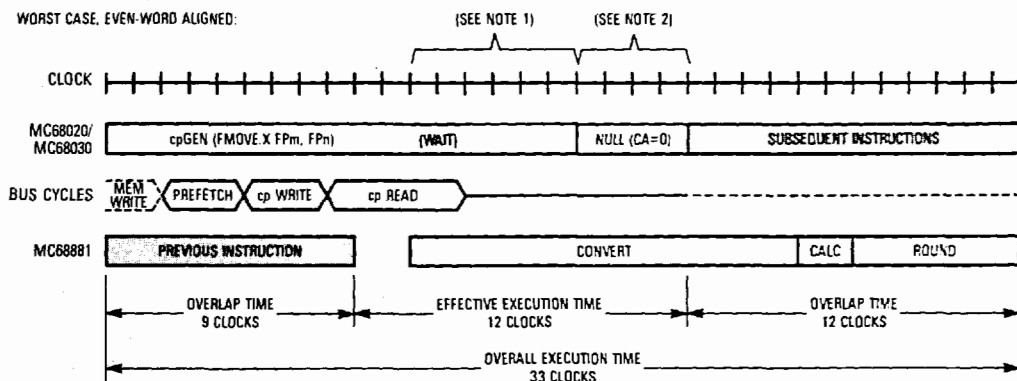 WORST CASE, EVEN-WORD ALIGNED:
(SEE NOTE 1)
(SEE NOTE 2)
CLOCK
MC68020/
MC68030
cpGEN (FMOVE.X FPm, FPn)
(WAIT)
NULL (CA=0)
SUBSEQUENT INSTRUCTIONS
BUS CYCLES
MEM
WRITE
PREFETCH
cp WRITE
cp READ
MC68881
PREVIOUS INSTRUCTION
CONVERT
CALC
ROUND
OVERLAP TIME
9 CLOCKS
EFFECTIVE EXECUTION TIME
12 CLOCKS
OVERLAP TIME
12 CLOCKS
OVERALL EXECUTION TIME
33 CLOCKS